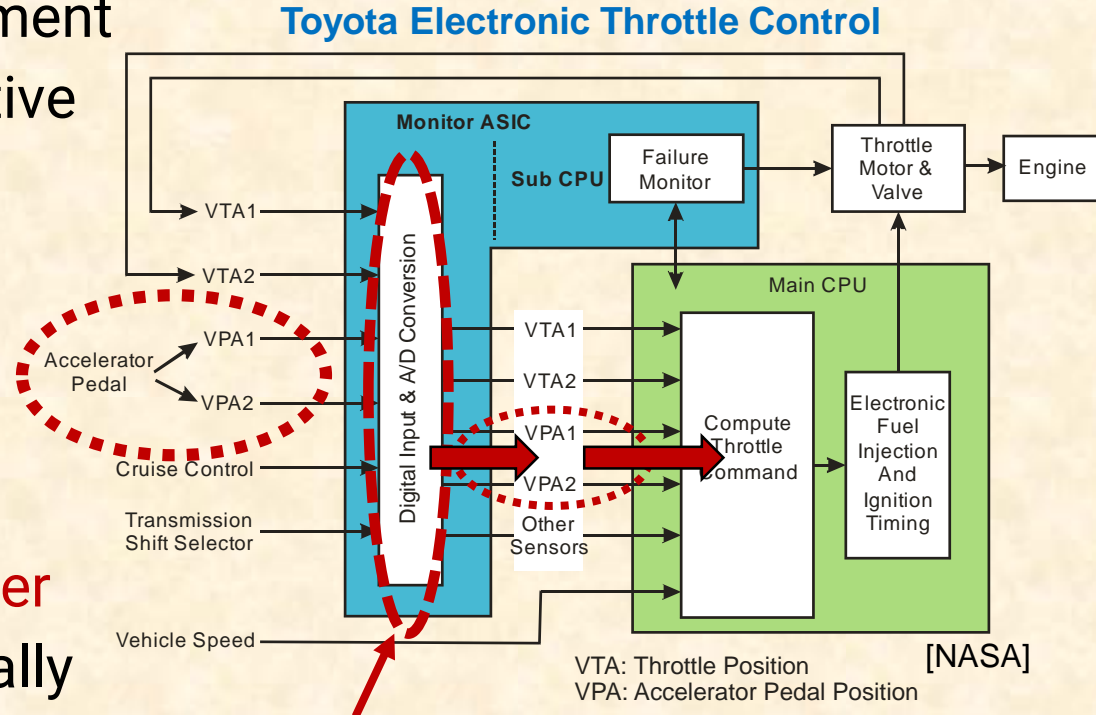 ment
tive
er
ally
Toyota Electronic Throttle Control
Monitor ASIC
Sub CPU
Failure
Monitor
Throttle
Motor &
Valve
Engine
VTA1
VTA2
VPA1
Accelerator
Pedal
VPA2
Cruise Control
Transmission
Shift Selector
Vehicle Speed
Digital Input & A/D Conversion
VTA1
VTA2
VPA1
VPA2
Other
Sensors
Main CPU
Compute
Throttle
Command
Electronic
Fuel
Injection
And
Ignition
Timing
VTA: Throttle Position
VPA: Accelerator Pedal Position
[NASA]